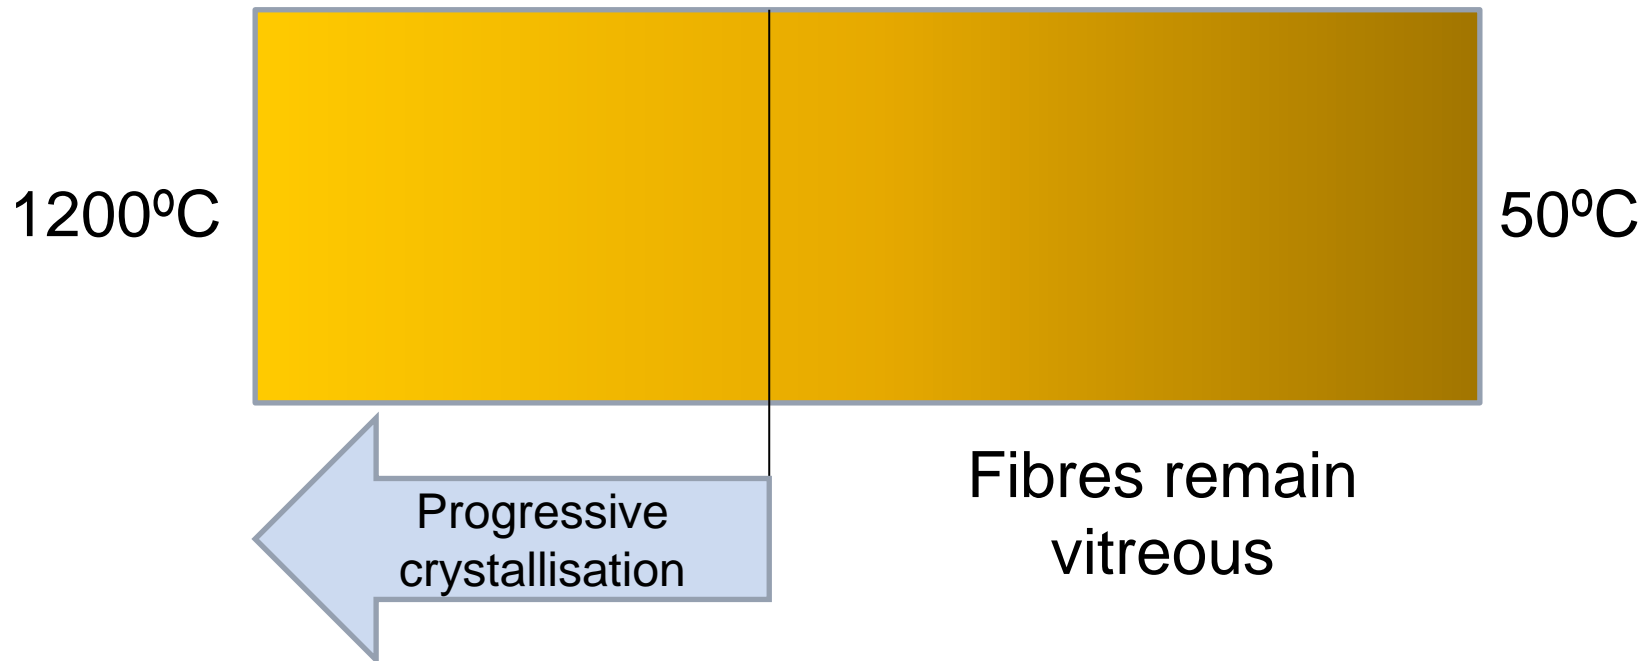 1200ºC
50ºC
Progressive
crystallisation
Fibres remain
vitreous